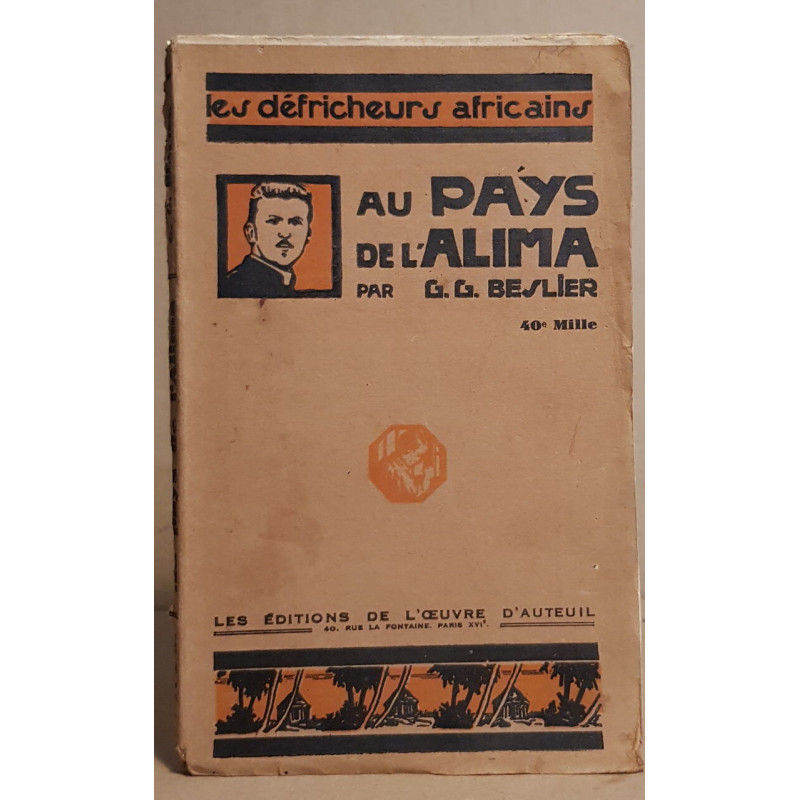 les défricheurs africains
AU PAYS
DE L'ALIMA
PAR G. G. BESLIER
40e Mille
LES ÉDITIONS DE L'ŒUVRE D'AUTEUIL
40, RUE LA FONTAINE. PARIS XVIe